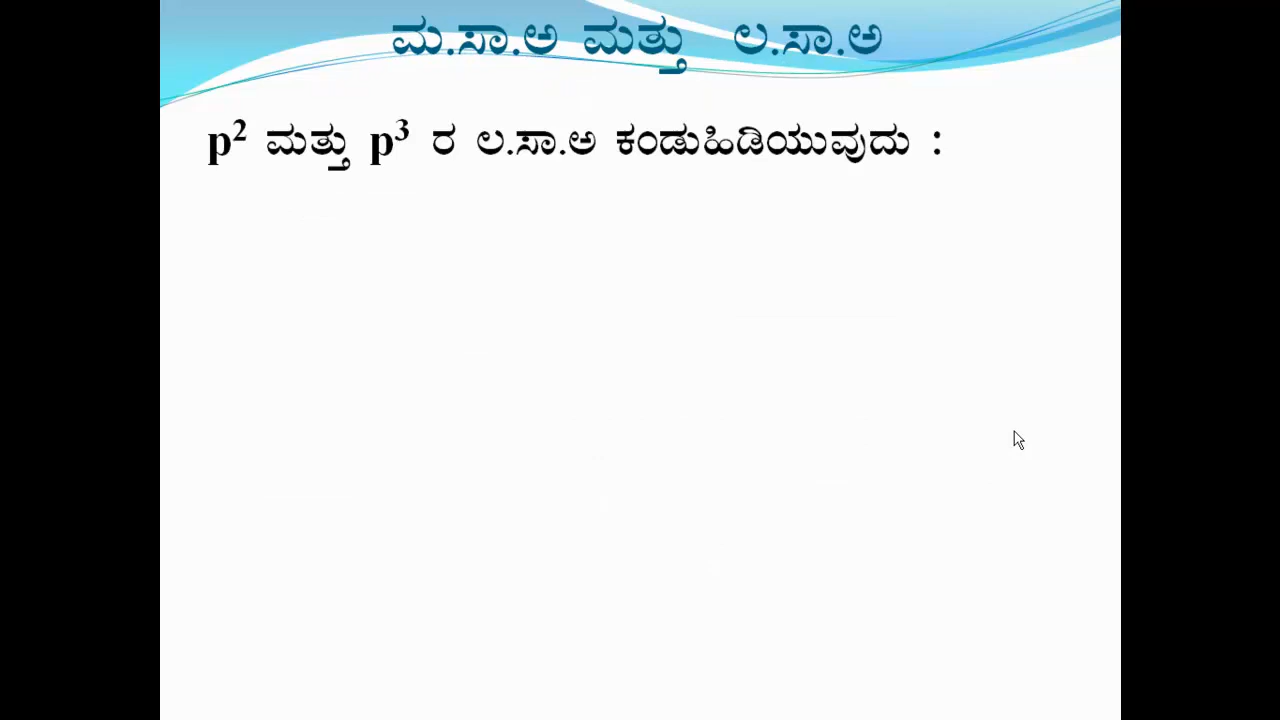 ಮ.ಸಾ.ಅ ಮತ್ತು ಲ.ಸಾ.ಅ
p² ಮತ್ತು p³ ರ ಲ.ಸಾ.ಅ ಕಂಡುಹಿಡಿಯುವುದು :